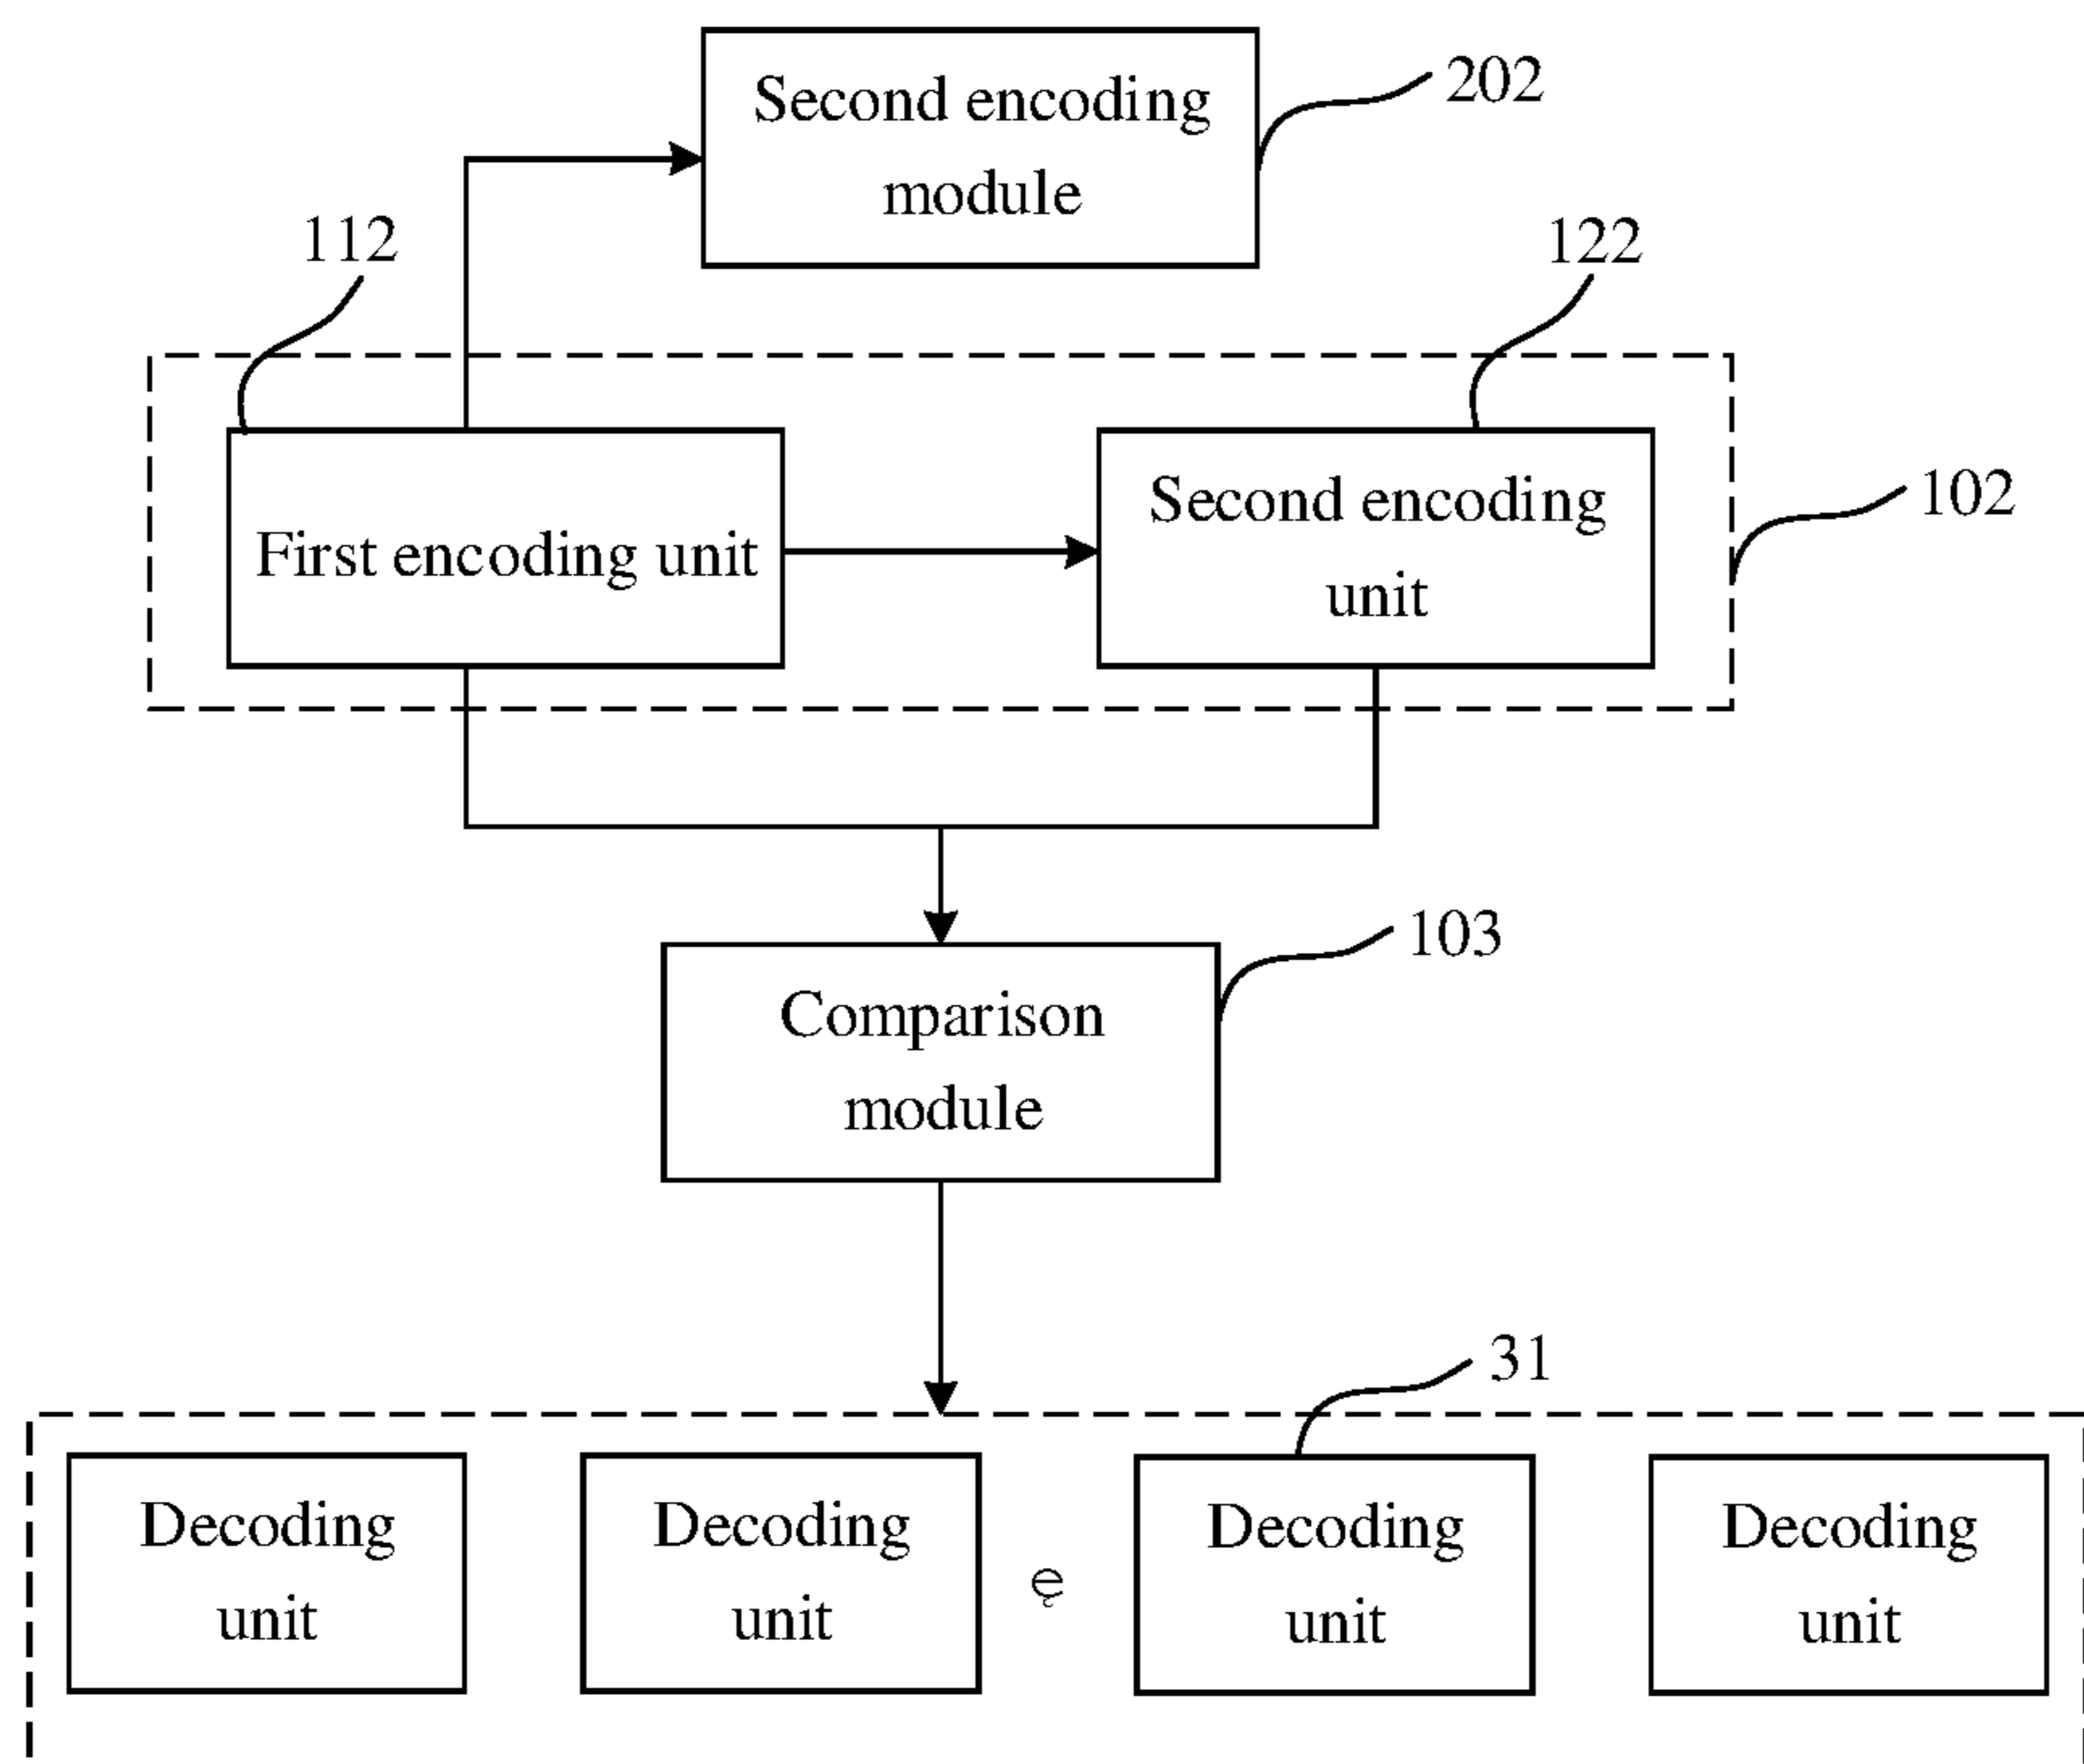 Second encoding
module
202
112
122
First encoding unit
Second encoding
unit
102
Comparison
module
103
31
Decoding
unit
Decoding
unit
ę
Decoding
unit
Decoding
unit